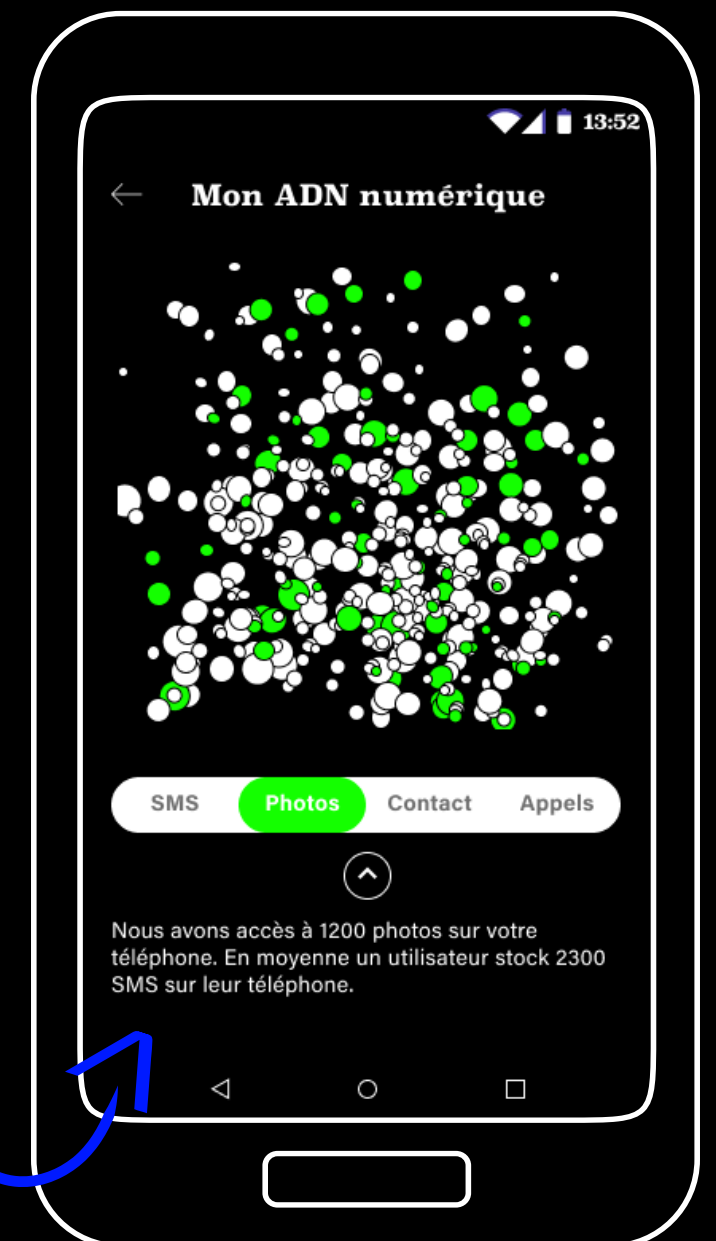 13:52
Mon ADN numérique
SMS Photos Contact Appels
Nous avons accès à 1200 photos sur votre
téléphone. En moyenne un utilisateur stock 2300
SMS sur leur téléphone.